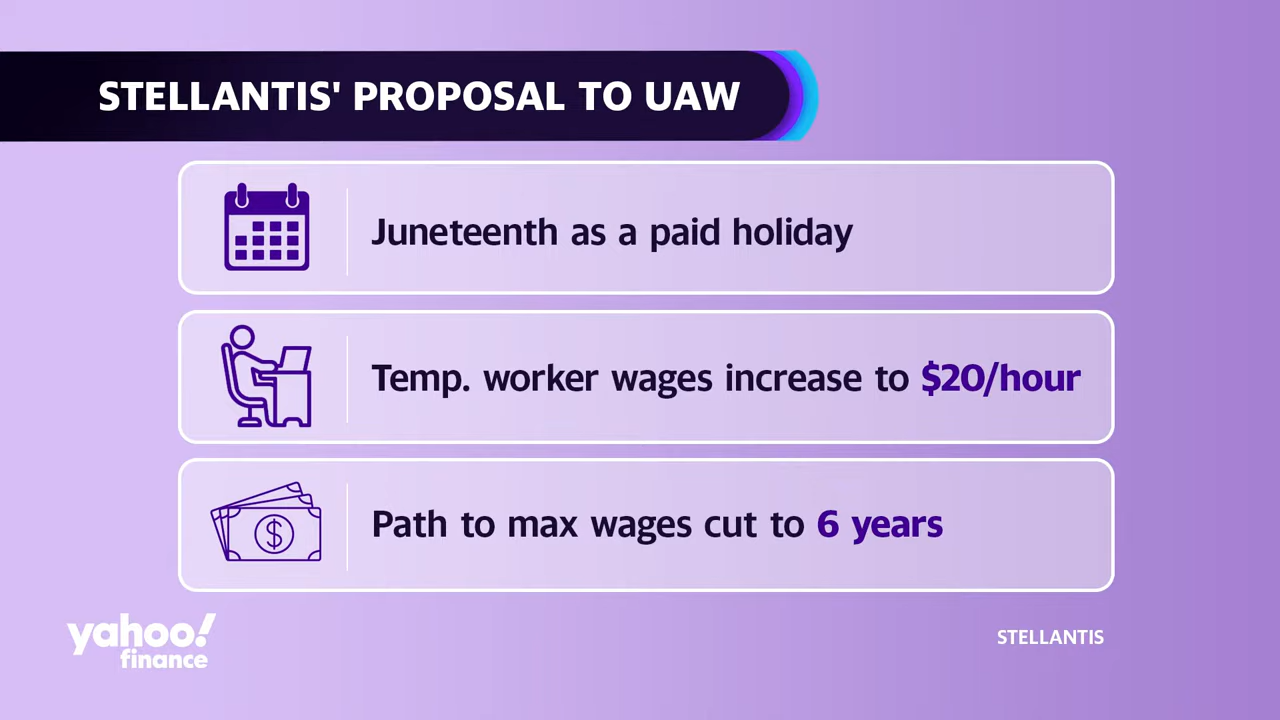 STELLANTIS' PROPOSAL TO UAW
Juneteenth as a paid holiday
Temp. worker wages increase to $20/hour
$
Path to max wages cut to 6 years
yahoo!
finance
STELLANTIS